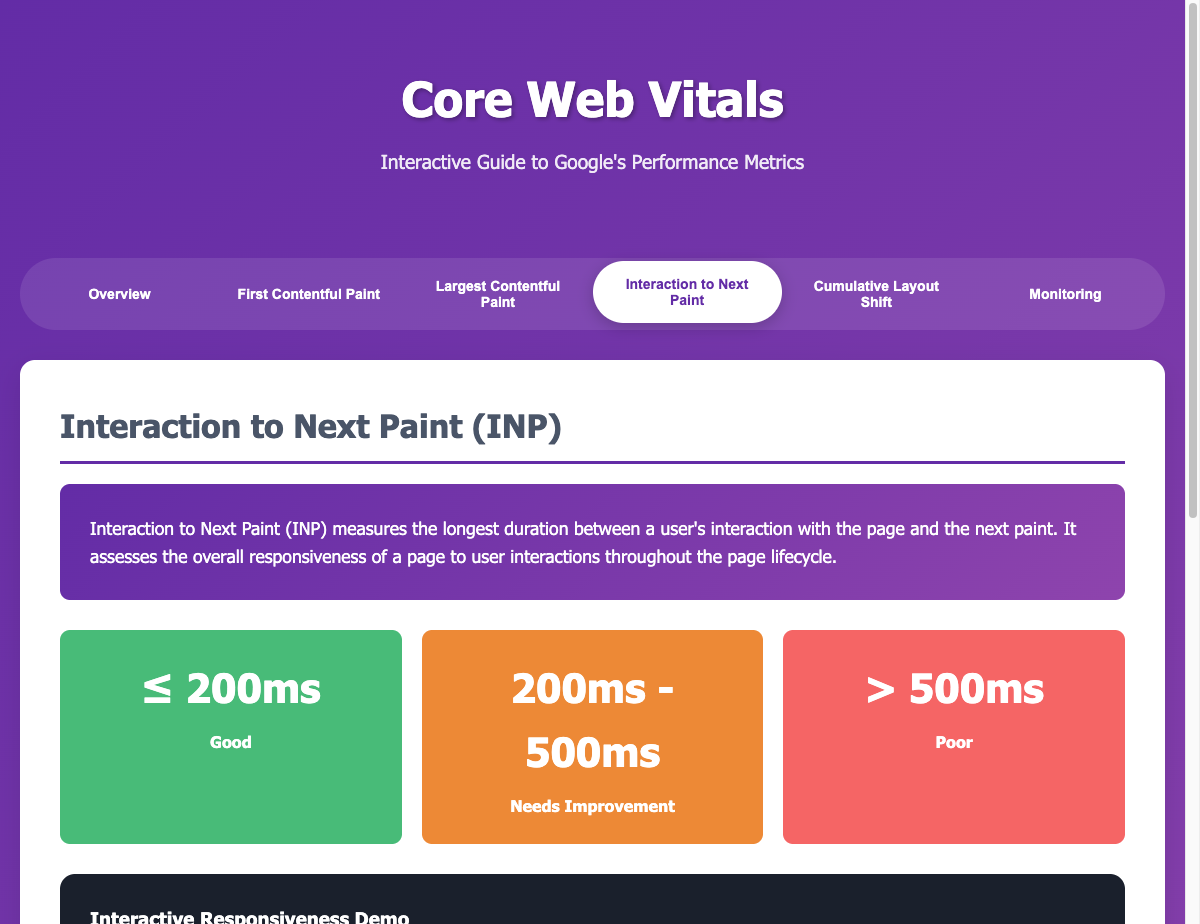 Core Web Vitals
Interactive Guide to Google's Performance Metrics
Overview
First Contentful Paint
Largest Contentful
Paint
Interaction to Next
Paint
Cumulative Layout
Shift
Monitoring
Interaction to Next Paint (INP)
Interaction to Next Paint (INP) measures the longest duration between a user's interaction with the page and the next paint. It
assesses the overall responsiveness of a page to user interactions throughout the page lifecycle.
≤ 200ms
Good
200ms -
500ms
Needs Improvement
> 500ms
Poor
Interactive Responsiveness Demo